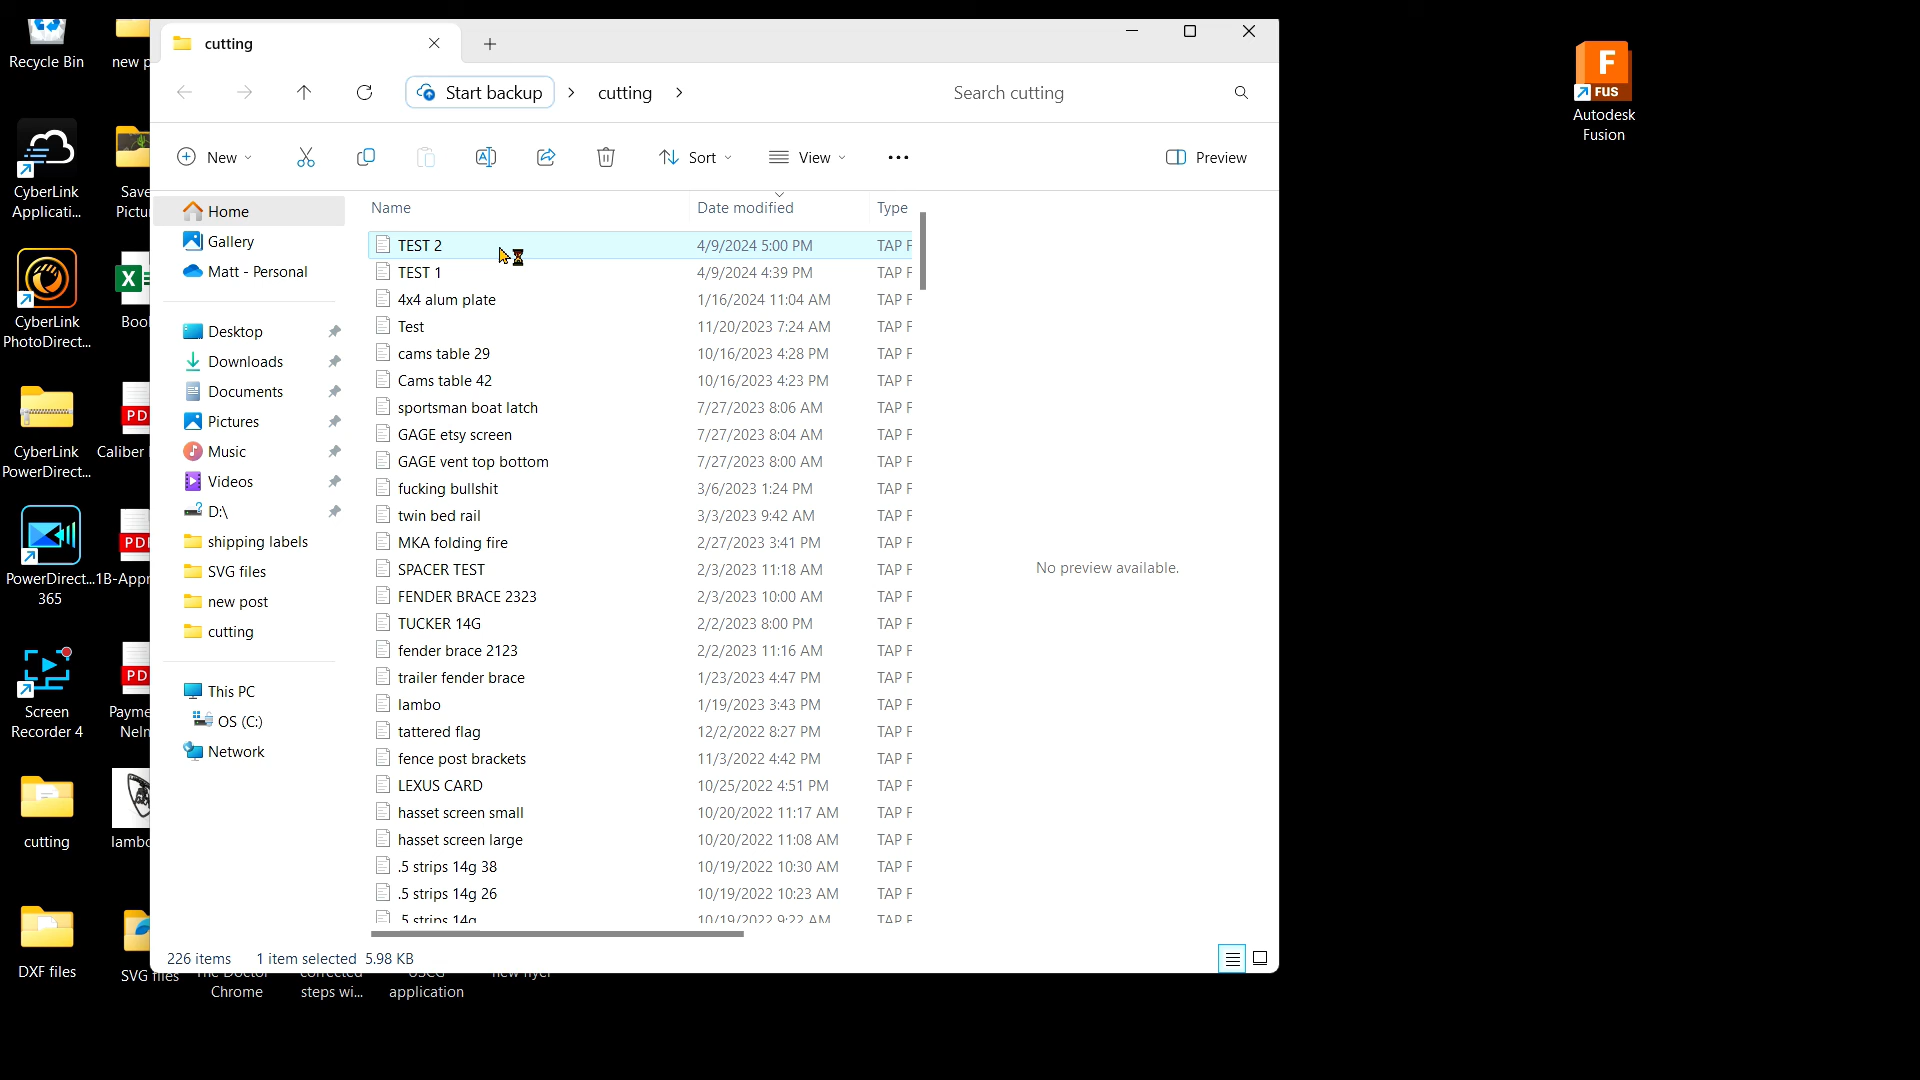 Recycle Bin
new p
CyberLink
Applicati...
Save
Pictu
CyberLink
PhotoDirect...
Boo
CyberLink
PowerDirect...
PD
Caliber
PowerDirect...
365
PD
1B-Appr
Screen
Recorder 4
PD
Payme
Neln
cutting
lambo
DXF files
SVG files
Chrome
steps wi...
application
F
FUS
Autodesk
Fusion
cutting
Start backup
cutting
Search cutting
New
Sort
View
Preview
Home
Gallery
Matt - Personal
Desktop
Downloads
Documents
Pictures
Music
Videos
D:\
shipping labels
SVG files
new post
cutting
This PC
OS (C:)
Network
Name Date modified Type
TEST 2 4/9/2024 5:00 PM TAP F
TEST 1 4/9/2024 4:39 PM TAP F
4x4 alum plate 1/16/2024 11:04 AM TAP F
Test 11/20/2023 7:24 AM TAP F
cams table 29 10/16/2023 4:28 PM TAP F
Cams table 42 10/16/2023 4:23 PM TAP F
sportsman boat latch 7/27/2023 8:06 AM TAP F
GAGE etsy screen 7/27/2023 8:04 AM TAP F
GAGE vent top bottom 7/27/2023 8:00 AM TAP F
fucking bullshit 3/6/2023 1:24 PM TAP F
twin bed rail 3/3/2023 9:42 AM TAP F
MKA folding fire 2/27/2023 3:41 PM TAP F
SPACER TEST 2/3/2023 11:18 AM TAP F
FENDER BRACE 2323 2/3/2023 10:00 AM TAP F
TUCKER 14G 2/2/2023 8:00 PM TAP F
fender brace 2123 2/2/2023 11:16 AM TAP F
trailer fender brace 1/23/2023 4:47 PM TAP F
lambo 1/19/2023 3:43 PM TAP F
tattered flag 12/2/2022 8:27 PM TAP F
fence post brackets 11/3/2022 4:42 PM TAP F
LEXUS CARD 10/25/2022 4:51 PM TAP F
hasset screen small 10/20/2022 11:17 AM TAP F
hasset screen large 10/20/2022 11:08 AM TAP F
.5 strips 14g 38 10/19/2022 10:30 AM TAP F
.5 strips 14g 26 10/19/2022 10:23 AM TAP F
.5 strips 14g 10/19/2022 9:22 AM TAP F
No preview available.
226 items 1 item selected 5.98 KB